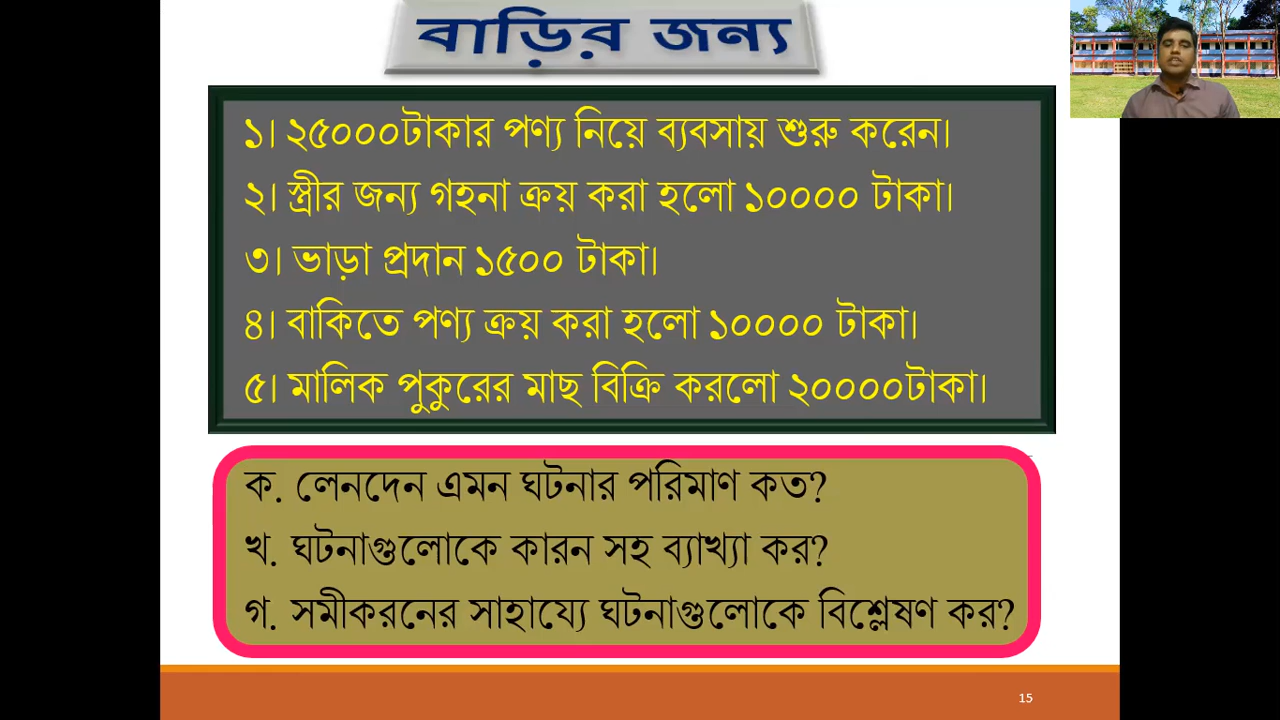 বাড়ির জন্য
১। ২৫০০০টাকার পণ্য নিয়ে ব্যবসায় শুরু করেন।
২। স্ত্রীর জন্য গহনা ক্রয় করা হলো ১০০০০ টাকা।
৩। ভাড়া প্রদান ১৫০০ টাকা।
৪। বাকিতে পণ্য ক্রয় করা হলো ১০০০০ টাকা।
৫। মালিক পুকুরের মাছ বিক্রি করলো ২০০০০টাকা।
ক. লেনদেন এমন ঘটনার পরিমাণ কত?
খ. ঘটনাগুলোকে কারন সহ ব্যাখ্যা কর?
গ. সমীকরনের সাহায্যে ঘটনাগুলোকে বিশ্লেষণ কর?
15